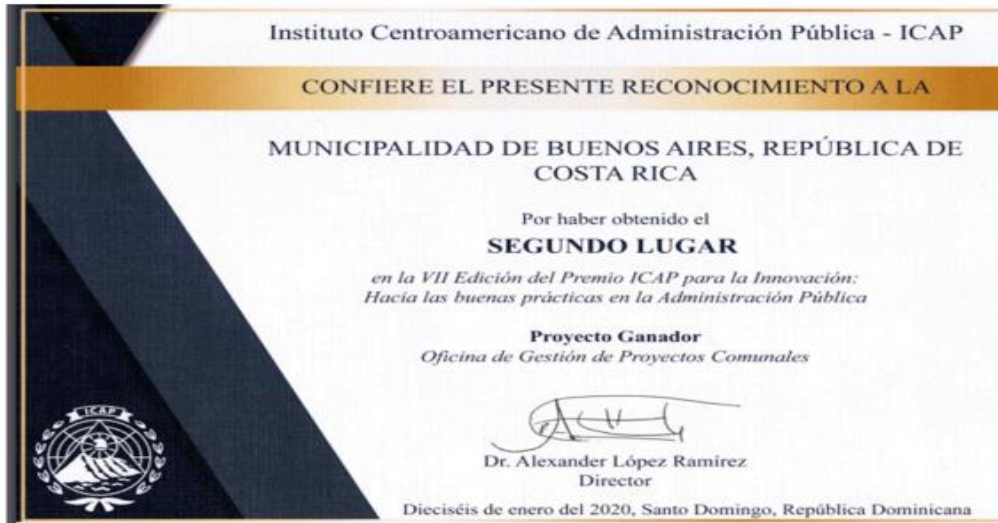 Instituto Centroamericano de Administración Pública - ICAP
CONFIERE EL PRESENTE RECONOCIMIENTO A LA
MUNICIPALIDAD DE BUENOS AIRES, REPÚBLICA DE
COSTA RICA
Por haber obtenido el
SEGUNDO LUGAR
en la VII Edición del Premio ICAP para la Innovación:
Hacia las buenas prácticas en la Administración Pública
Proyecto Ganador
Oficina de Gestión de Proyectos Comunales
Dr. Alexander López Ramírez
Director
ICAP
Dieciséis de enero del 2020, Santo Domingo, República Dominicana